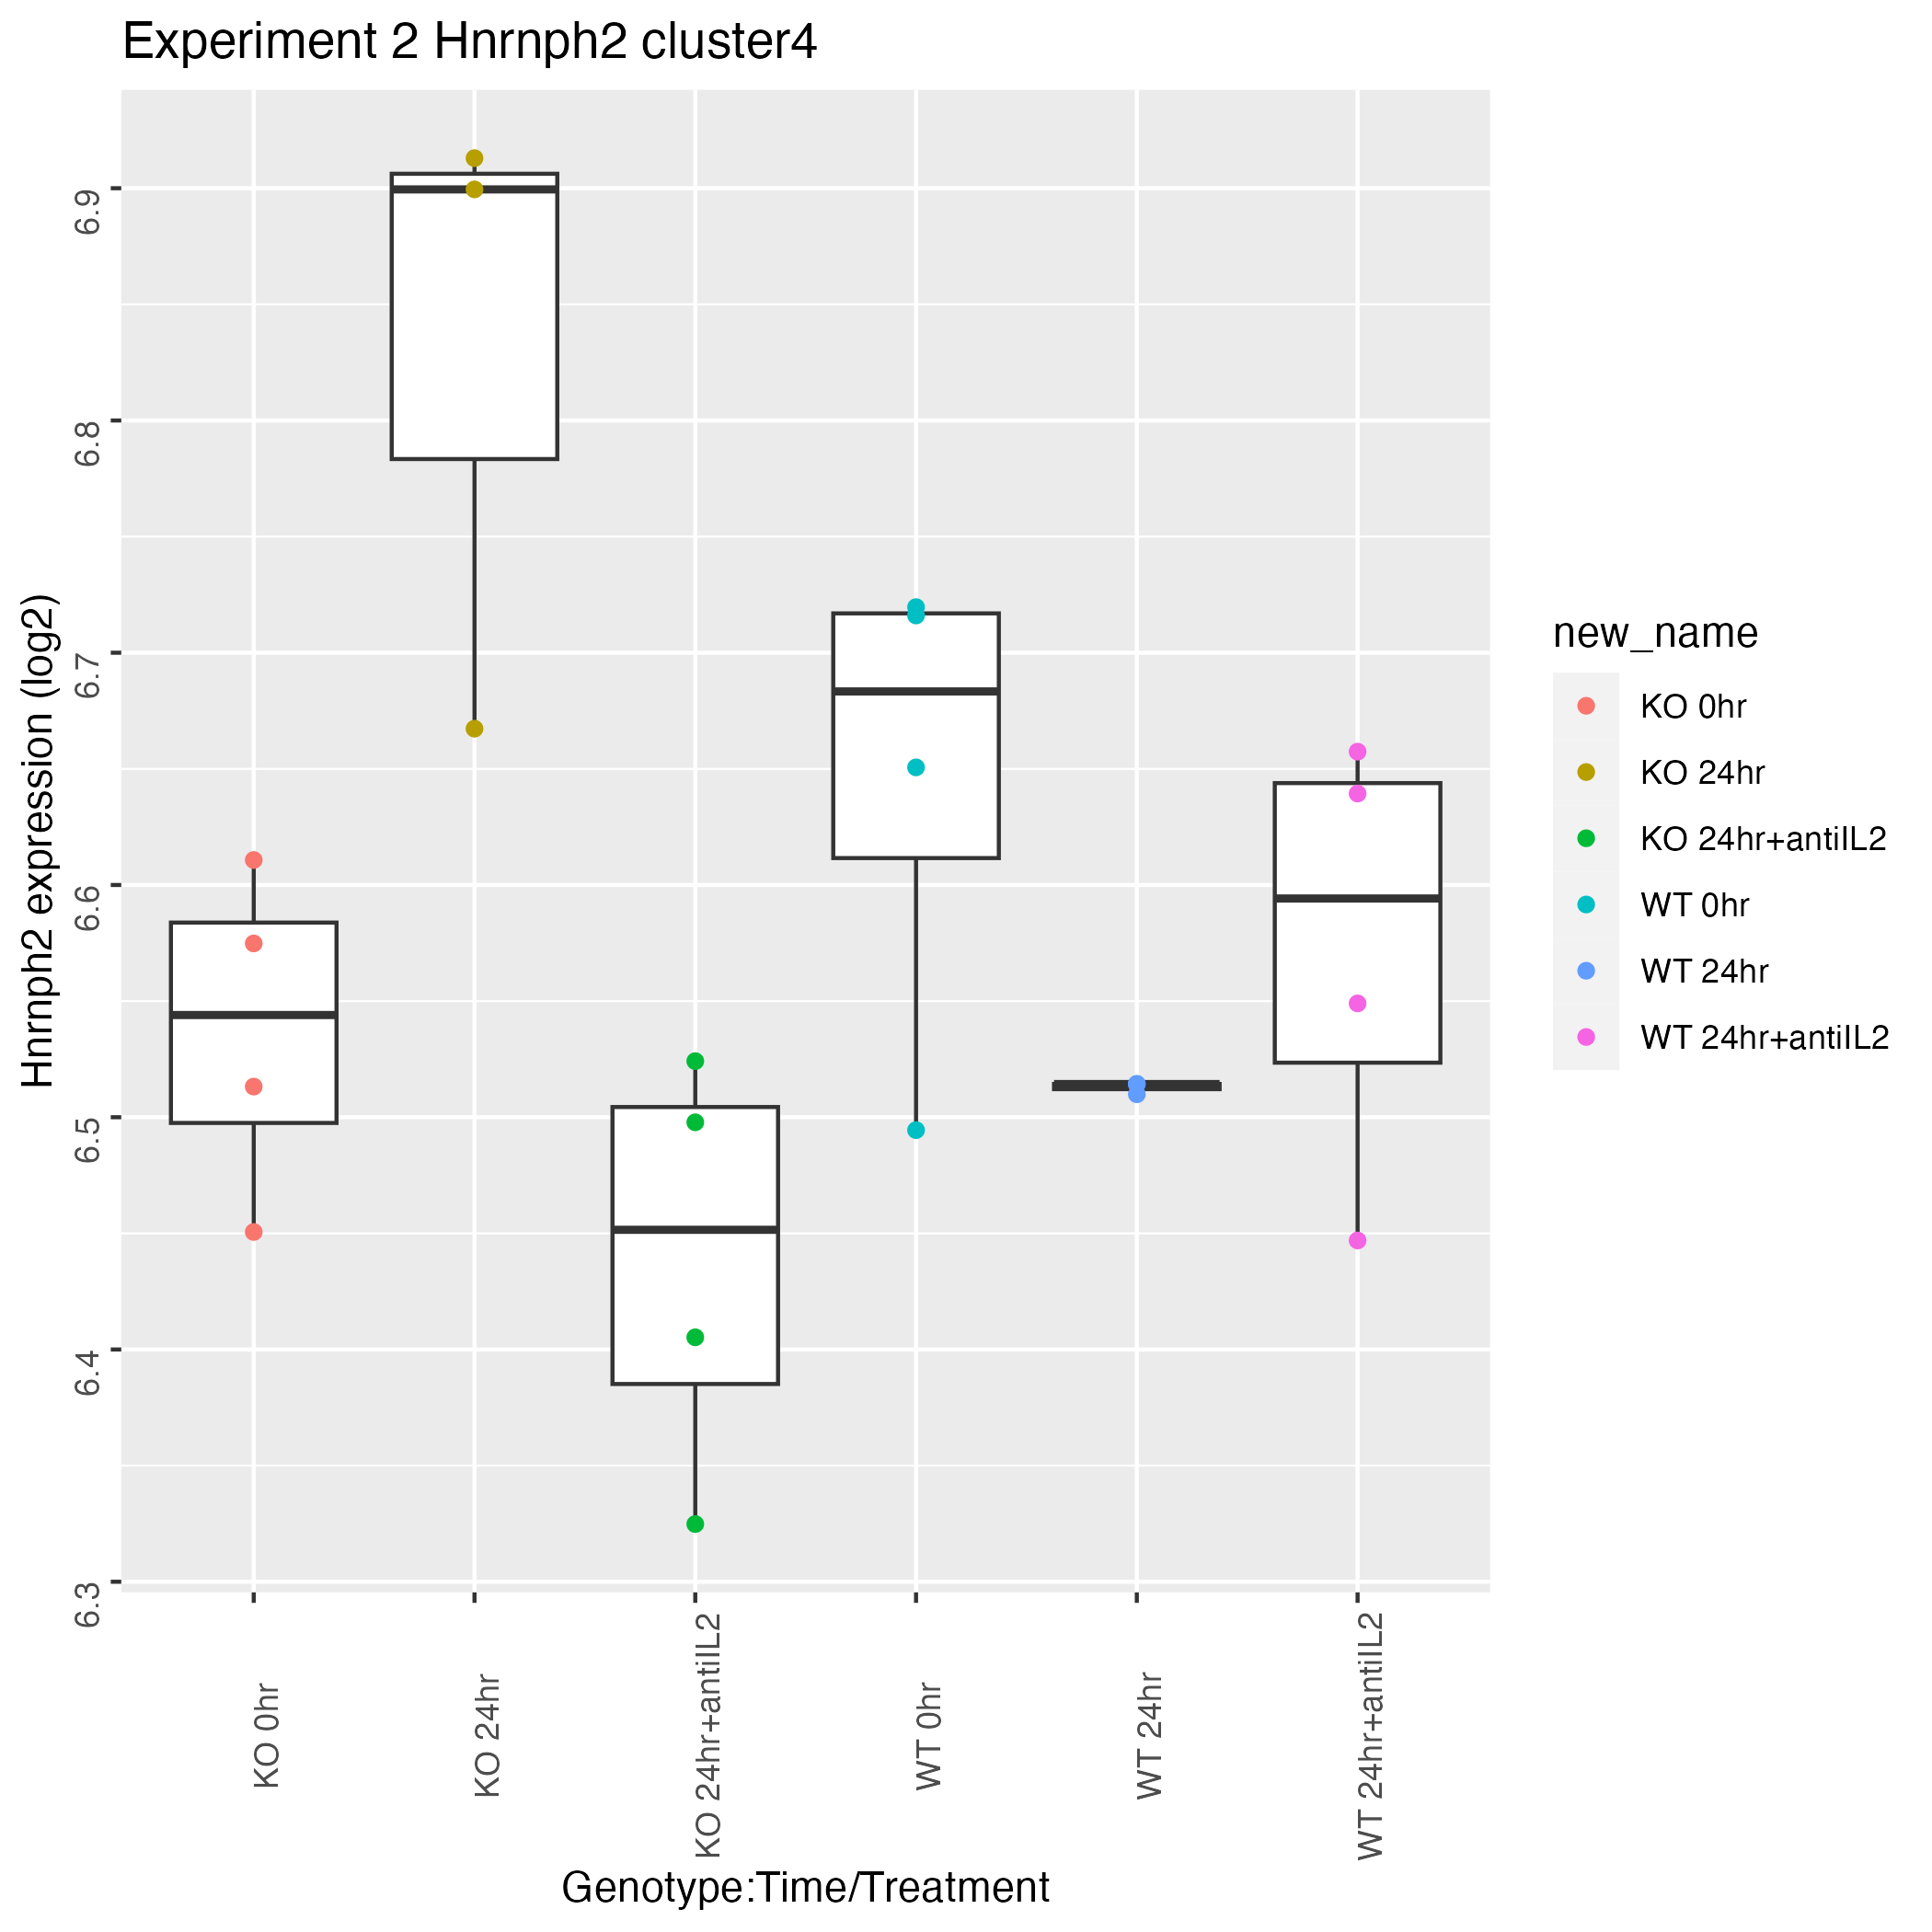 Experiment 2 Hnrnph2 cluster4
Hnrnph2 expression (log2)
6.9
6.8
6.7
6.6
6.5
6.4
6.3
KO 0hr
KO 24hr
KO 24hr+antiIL2
WT 0hr
WT 24hr
WT 24hr+antiIL2
Genotype:Time/Treatment
new_name
KO 0hr
KO 24hr
KO 24hr+antiIL2
WT 0hr
WT 24hr
WT 24hr+antiIL2